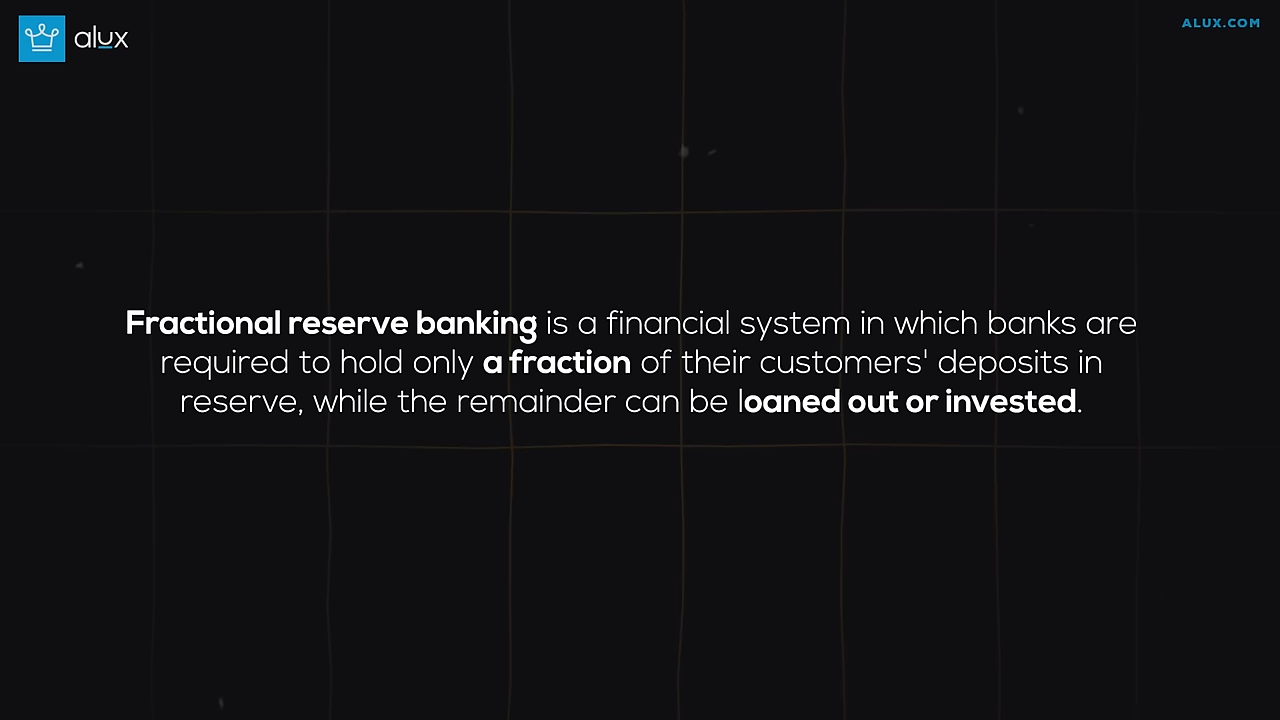 alux
ALUX.COM
Fractional reserve banking is a financial system in which banks are
required to hold only a fraction of their customers' deposits in
reserve, while the remainder can be loaned out or invested.